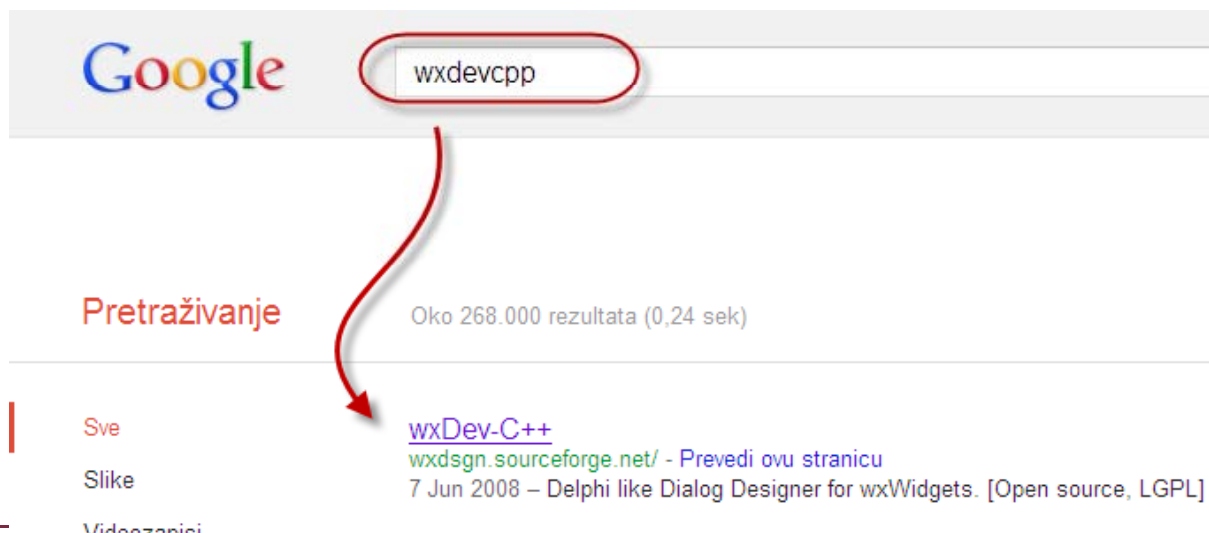 Google
wxdevcpp
Pretraživanje
Oko 268.000 rezultata (0,24 sek)
Sve
wxDev-C++
wxdsgn.sourceforge.net/ - Prevedi ovu stranicu
Slike
7 Jun 2008 – Delphi like Dialog Designer for wxWidgets. [Open source, LGPL]
Videozapisi